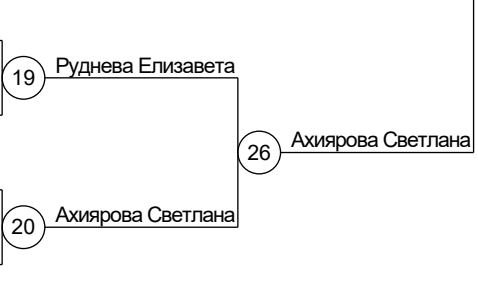 19 Руднева Елизавета
26 Ахиярова Светлана
20 Ахиярова Светлана